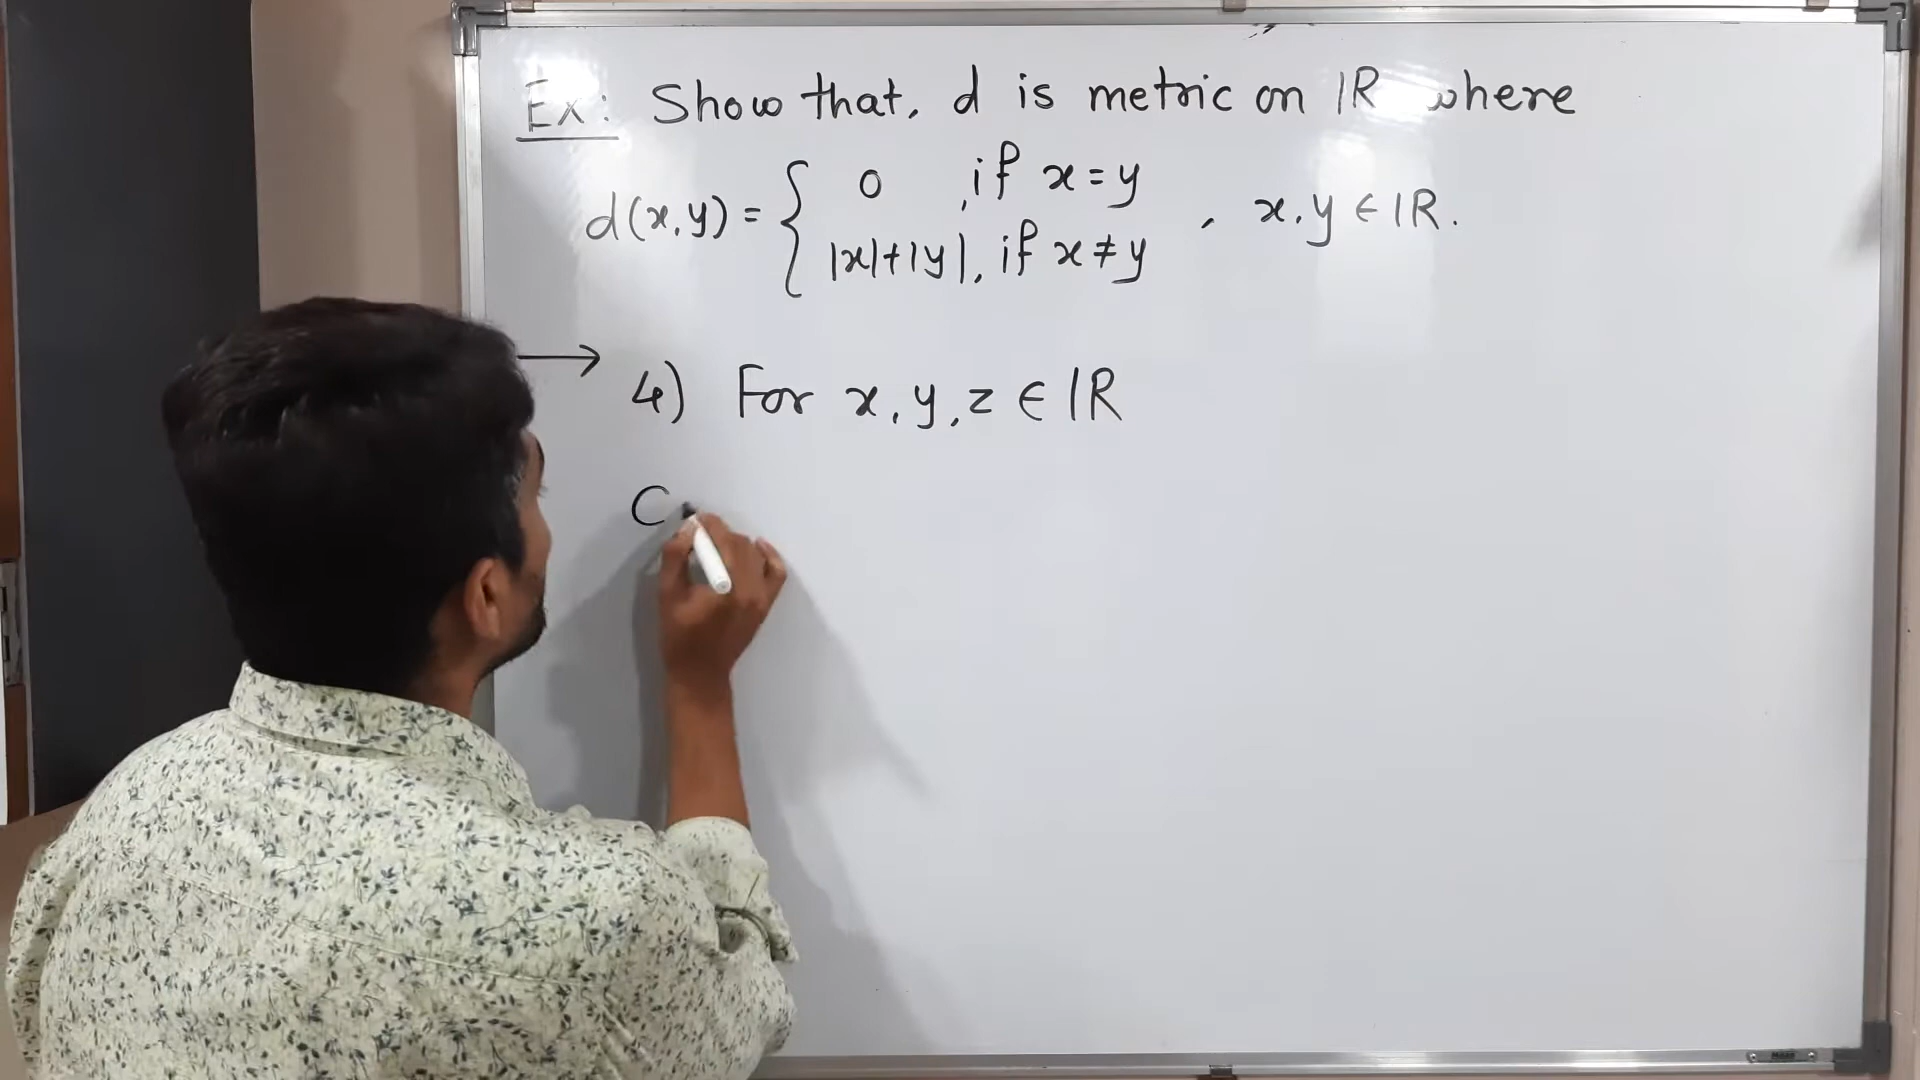 Ex: Show that, d is metric on IR where
d(x,y) = { 0 , if x = y
|x|+|y|, if x ≠ y , x,y ∈ IR.
→ 4) For x, y, z ∈ IR
C